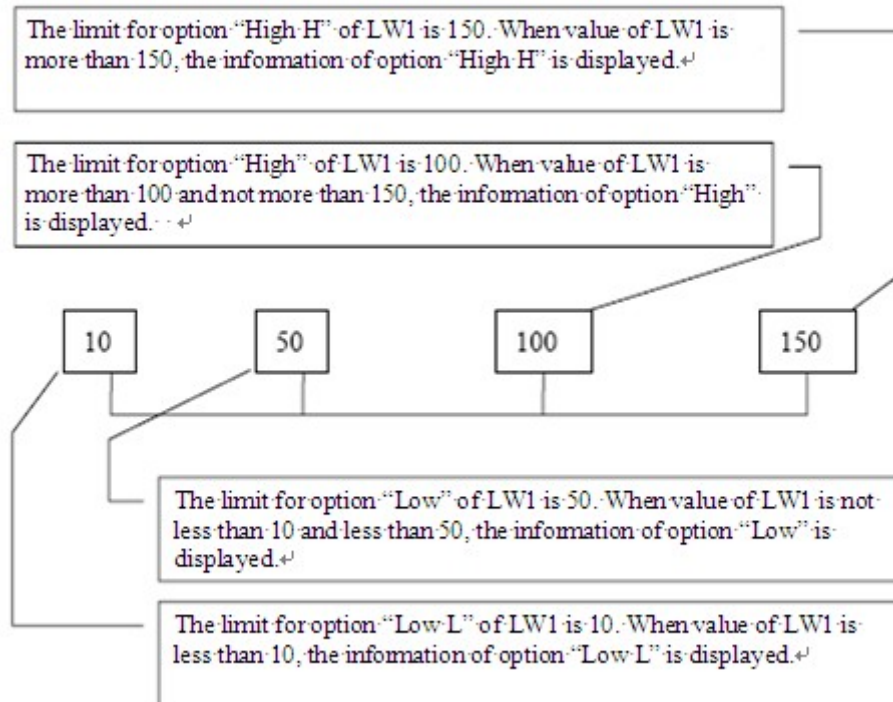 The limit for option “High H” of LW1 is 150. When value of LW1 is
more than 150, the information of option “High H” is displayed.↵
The limit for option “High” of LW1 is 100. When value of LW1 is
more than 100 and not more than 150, the information of option “High”
is displayed. ↵
10 50 100 150
The limit for option “Low” of LW1 is 50. When value of LW1 is not
less than 10 and less than 50, the information of option “Low” is
displayed.↵
The limit for option “Low L” of LW1 is 10. When value of LW1 is
less than 10, the information of option “Low L” is displayed.↵